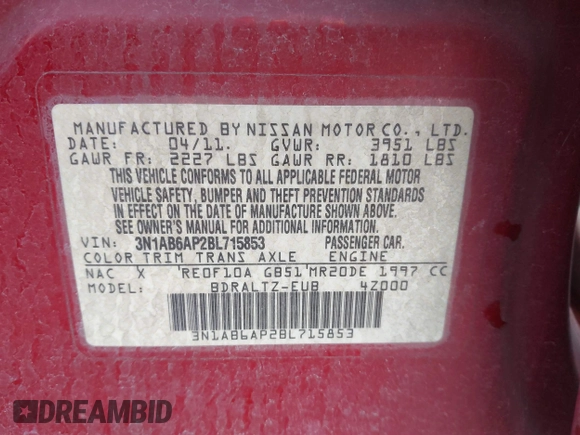 MANUFACTURED BY NISSAN MOTOR CO., LTD.
DATE: 04/11. GVWR: 3951 LBS
GAWR FR: 2227 LBS GAWR RR: 1810 LBS
THIS VEHICLE CONFORMS TO ALL APPLICABLE FEDERAL MOTOR
VEHICLE SAFETY, BUMPER AND THEFT PREVENTION STANDARDS
IN EFFECT ON THE DATE OF MANUFACTURE SHOWN ABOVE.
SEE OWNER'S MANUAL FOR ADDITIONAL INFORMATION.
VIN: 3N1AB6AP2BL715853 PASSENGER CAR.
COLOR TRIM TRANS AXLE ENGINE
NAC X 'RE0F10A GB51'MR20DE 1997 CC
MODEL: BDRALTZ-EUB 4Z000
3N1AB6AP2BL715853
DREAMBID